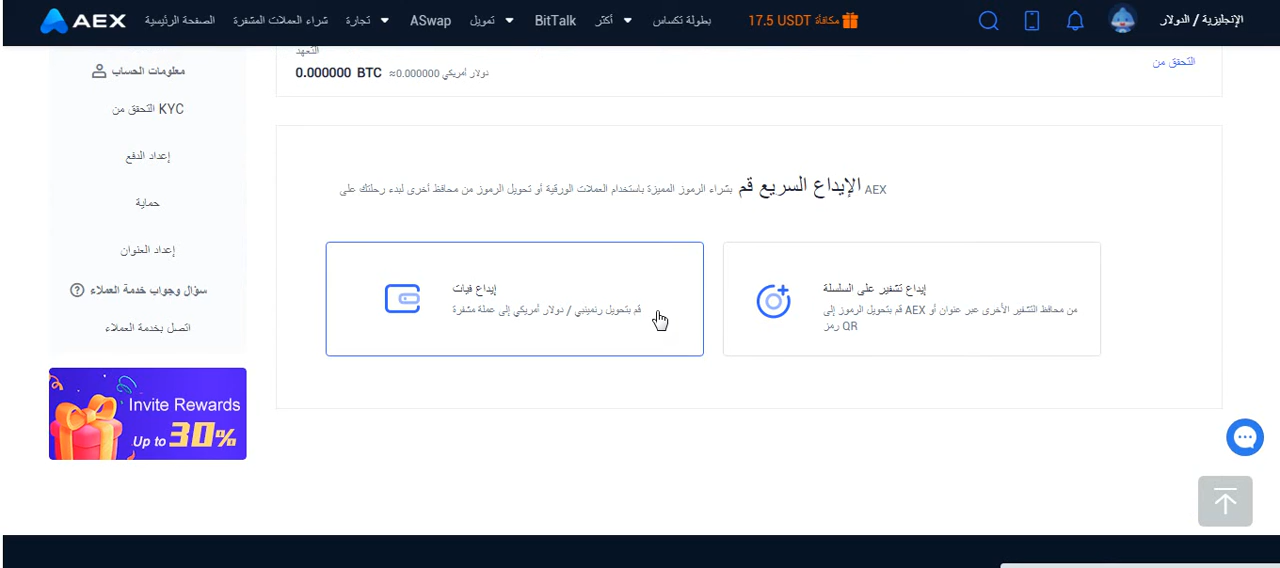 AEX
الصفحة الرئيسية
شراء العملات المشفرة
تجارة
ASwap
تمويل
BitTalk
أكثر
بطولة تكساس
مكافأة 17.5 USDT
الإنجليزية / الدولار
التعهد
0.000000 BTC ≈0.000000 دولار أمريكي
التحقق من
معلومات الحساب
KYC التحقق من
إعداد الدفع
حماية
إعداد العنوان
سؤال وجواب خدمة العملاء
اتصل بخدمة العملاء
Invite Rewards
Up to 30%
AEX الإيداع السريع قم بشراء الرموز المميزة باستخدام العملات الورقية أو تحويل الرموز من محافظ أخرى لبدء رحلتك على
إيداع فيات
قم بتحويل رنمينبي / دولار أمريكي إلى عملة مشفرة
إيداع تشفير على السلسلة
من محافظ التشفير الأخرى عبر عنوان أو AEX قم بتحويل الرموز إلى
رمز QR